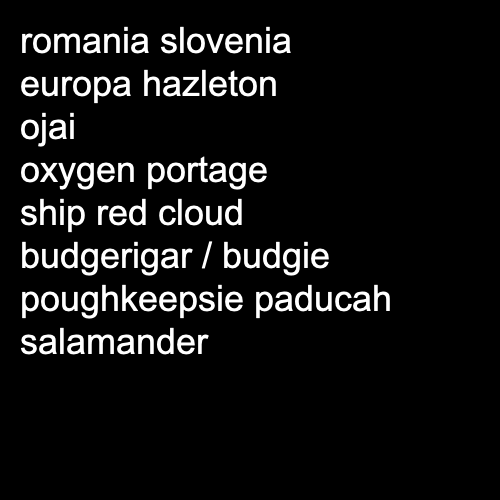 romania slovenia
europa hazleton
ojai
oxygen portage
ship red cloud
budgerigar / budgie
poughkeepsie paducah
salamander